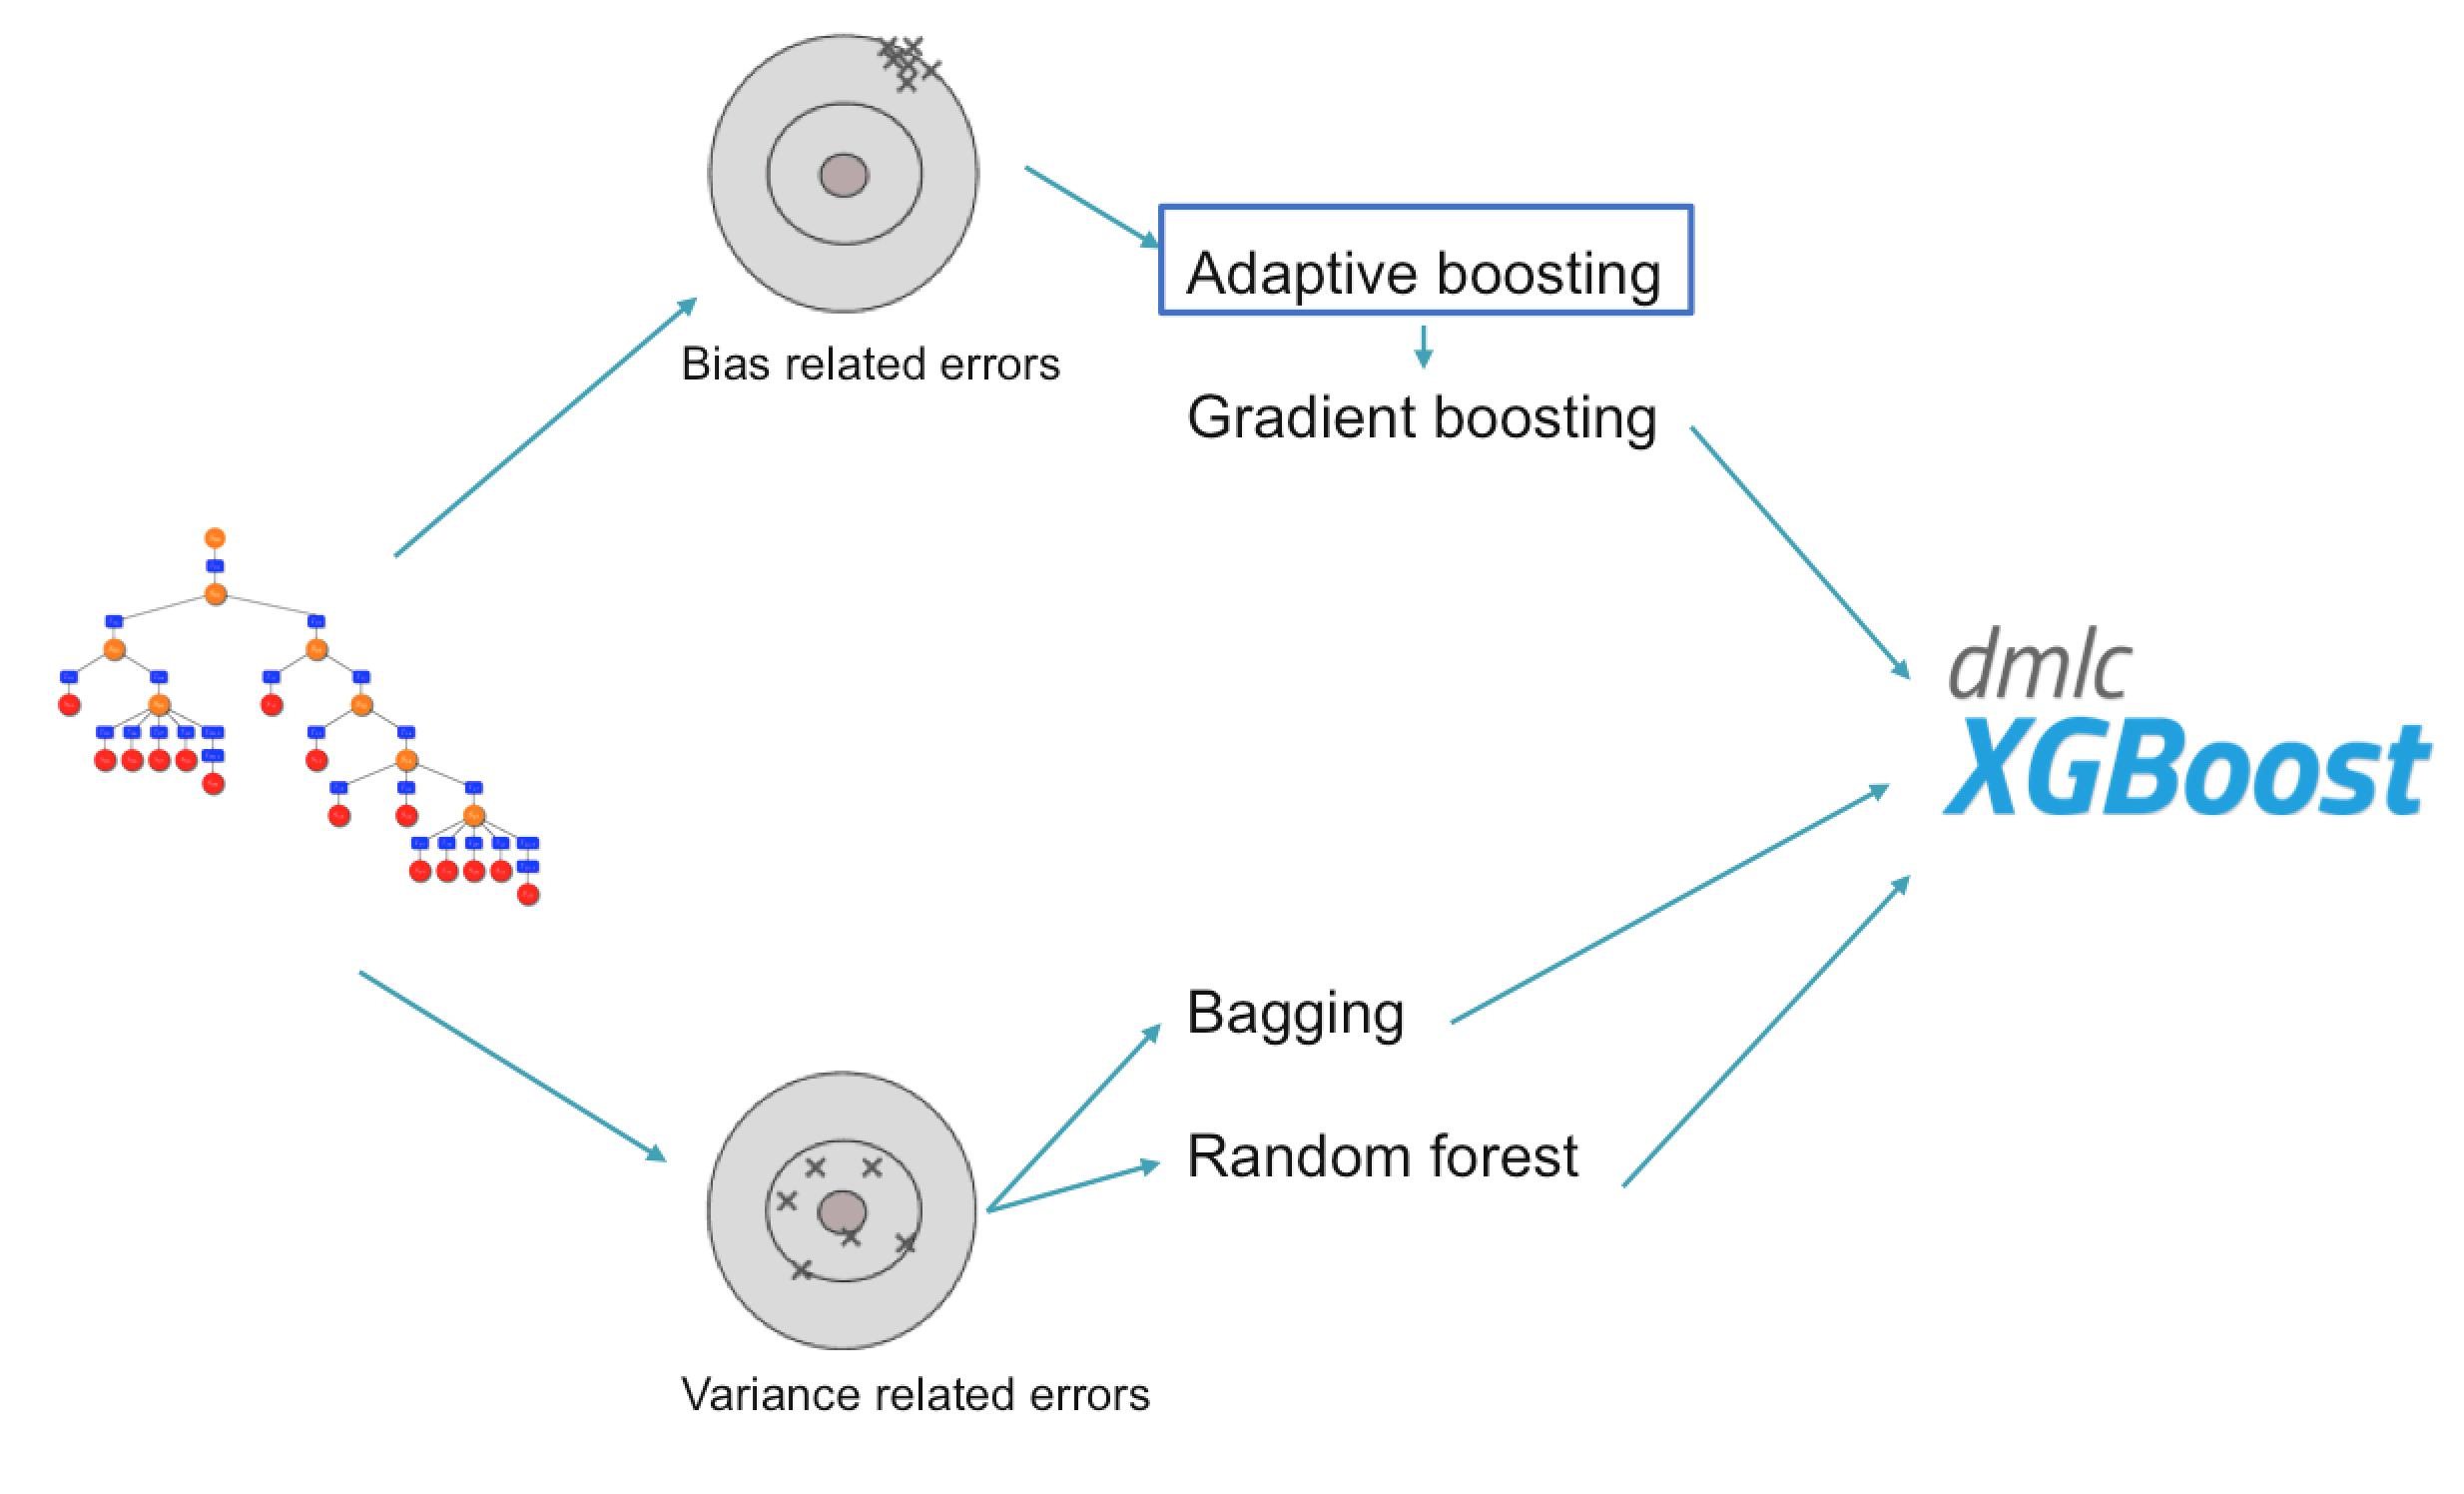 Adaptive boosting
Bias related errors
Gradient boosting
dmlc
XGBoost
Bagging
Random forest
Variance related errors